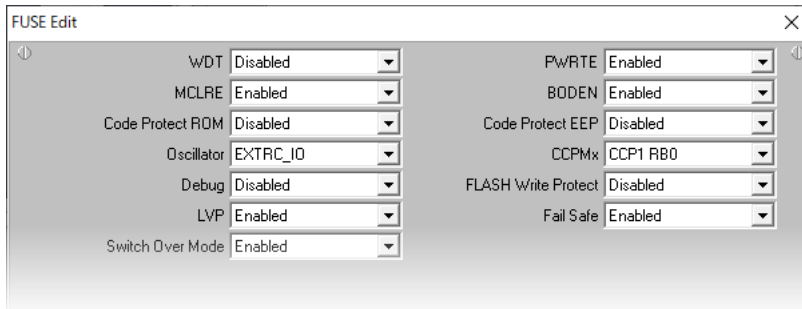 FUSE Edit
WDT Disabled PWRTE Enabled
MCLRE Enabled BODEN Enabled
Code Protect ROM Disabled Code Protect EEP Disabled
Oscillator EXTRC_IO CCPMx CCP1 RB0
Debug Disabled FLASH Write Protect Disabled
LVP Enabled Fail Safe Enabled
Switch Over Mode Enabled